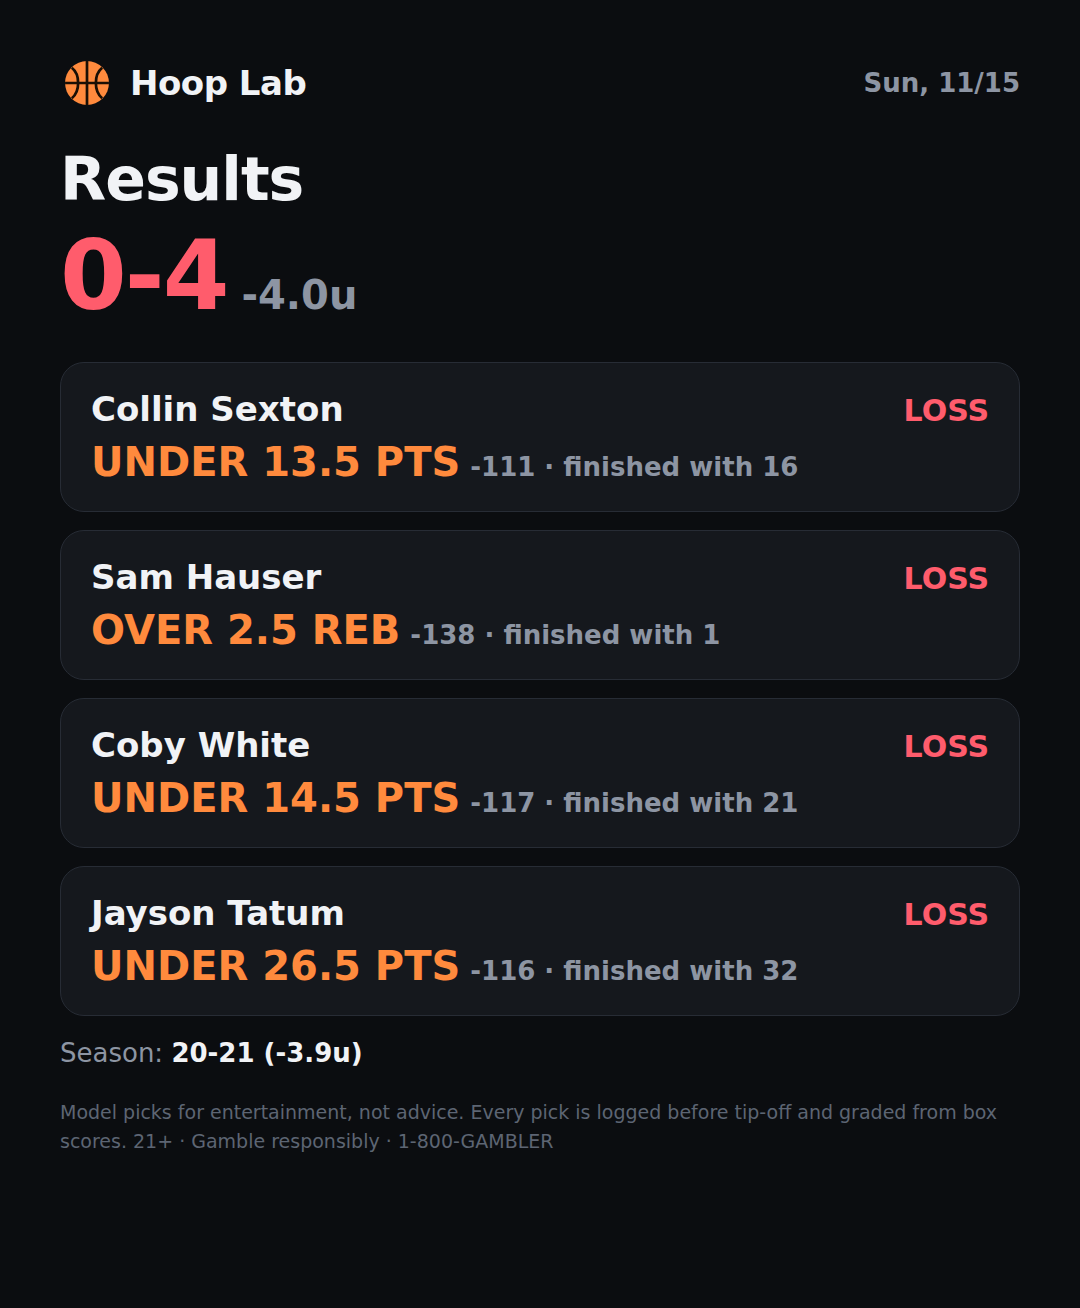 Hoop Lab
Sun, 11/15
Results
0-4 -4.0u
Collin Sexton
LOSS
UNDER 13.5 PTS -111 · finished with 16
Sam Hauser
LOSS
OVER 2.5 REB -138 · finished with 1
Coby White
LOSS
UNDER 14.5 PTS -117 · finished with 21
Jayson Tatum
LOSS
UNDER 26.5 PTS -116 · finished with 32
Season: 20-21 (-3.9u)
Model picks for entertainment, not advice. Every pick is logged before tip-off and graded from box
scores. 21+ · Gamble responsibly · 1-800-GAMBLER